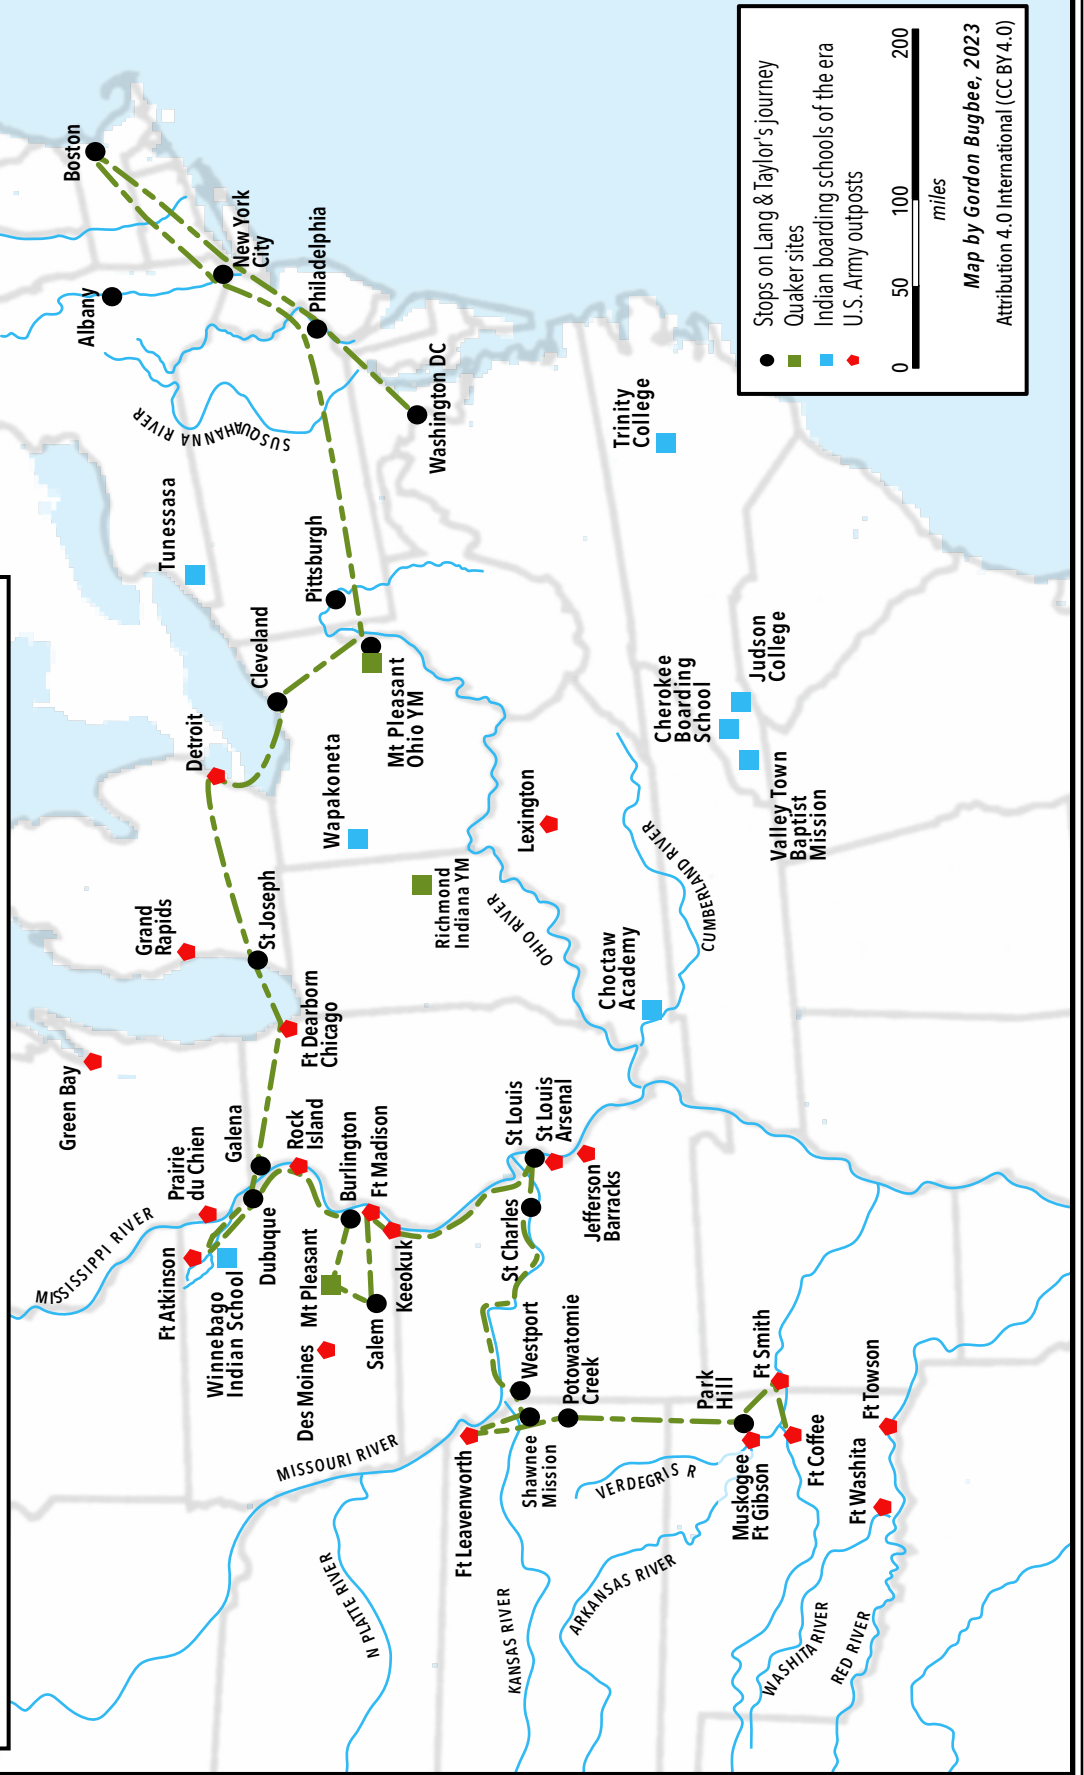 Boston
Albany
New York
City
Philadelphia
SUSQUAHANNA RIVER
Washington DC
Tunessasa
Pittsburgh
Cleveland
Mt Pleasant
Ohio YM
Detroit
Wapakoneta
Richmond
Indiana YM
Lexington
Trinity
College
Cherokee
Boarding
School
Judson
College
Valley Town
Baptist
Mission
CUMBERLAND RIVER
OHIO RIVER
Choctaw
Academy
Grand
Rapids
St Joseph
Ft Dearborn
Chicago
Green Bay
Galena
Prairie
du Chien
MISSISSIPPI RIVER
Ft Atkinson
Winnebago
Indian School
Dubuque
Rock
Island
Burlington
Ft Madison
Mt Pleasant
Keeokuk
Salem
Des Moines
St Louis
St Louis
Arsenal
Jefferson
Barracks
St Charles
Westport
Potowatomie
Creek
Shawnee
Mission
Ft Leavenworth
MISSOURI RIVER
N PLATTE RIVER
KANSAS RIVER
VERDEGRIS R
ARKANSAS RIVER
Park
Hill
Ft Smith
Muskogee
Ft Gibson
Ft Coffee
Ft Towson
Ft Washita
WASHITA RIVER
RED RIVER
Stops on Lang & Taylor's journey
Quaker sites
Indian boarding schools of the era
U.S. Army outposts
0 50 100 200
miles
Map by Gordon Bugbee, 2023
Attribution 4.0 International (CC BY 4.0)